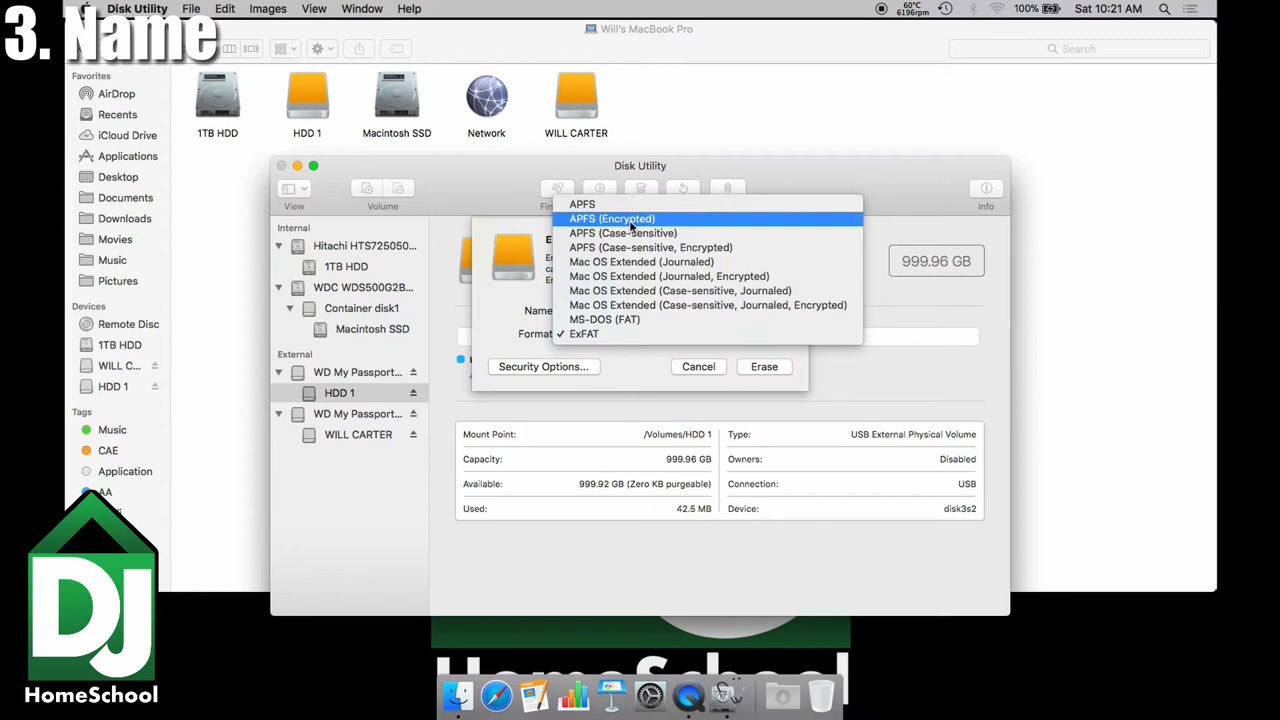 Disk Utility File Edit Images View Window Help
60°C
6196rpm
100% Sat 10:21 AM
3. Name
Will's MacBook Pro
Search
Favorites
AirDrop
Recents
iCloud Drive
Applications
Desktop
Documents
Downloads
Movies
Music
Pictures
Devices
Remote Disc
1TB HDD
WILL C...
HDD 1
Tags
Music
CAE
Application
AA
1TB HDD
HDD 1
Macintosh SSD
Network
WILL CARTER
Disk Utility
View
Volume
Info
Internal
Hitachi HTS725050...
1TB HDD
WDC WDS500G2B...
Container disk1
Macintosh SSD
External
WD My Passport...
HDD 1
WD My Passport...
WILL CARTER
999.96 GB
APFS
APFS (Encrypted)
APFS (Case-sensitive)
APFS (Case-sensitive, Encrypted)
Mac OS Extended (Journaled)
Mac OS Extended (Journaled, Encrypted)
Mac OS Extended (Case-sensitive, Journaled)
Mac OS Extended (Case-sensitive, Journaled, Encrypted)
MS-DOS (FAT)
✓ ExFAT
Format
Security Options...
Cancel
Erase
Mount Point: /Volumes/HDD 1
Capacity: 999.96 GB
Available: 999.92 GB (Zero KB purgeable)
Used: 42.5 MB
Type: USB External Physical Volume
Owners: Disabled
Connection: USB
Device: disk3s2
DJ
HomeSchool